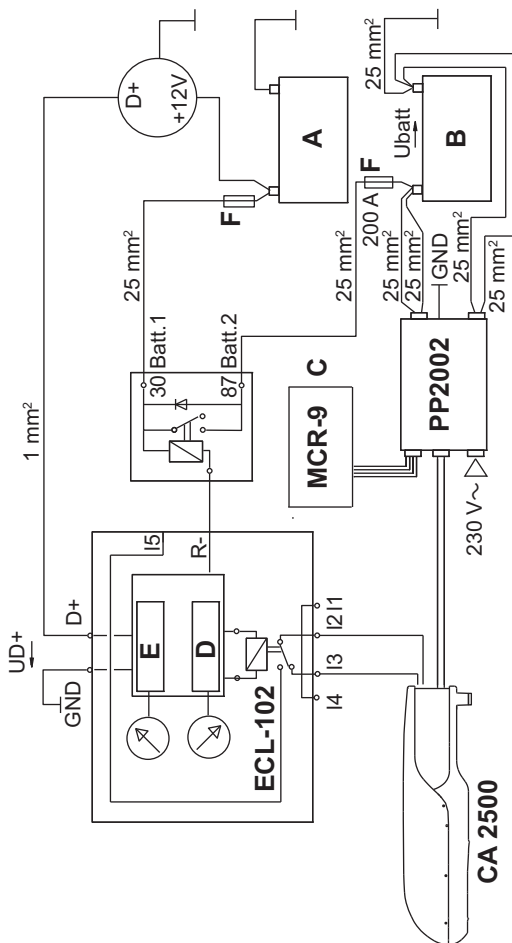 1 mm²
D+
+12V
A
F
25 mm²
30 Batt.1
87 Batt.2
25 mm²
200 A
F
25 mm²
Ubatt
B
25 mm²
25 mm²
GND
25 mm²
25 mm²
UD+
D+
GND
I5
R-
E
D
ECL-102
I2
I1
I3
I4
MCR-9
C
PP2002
230 V~
CA 2500